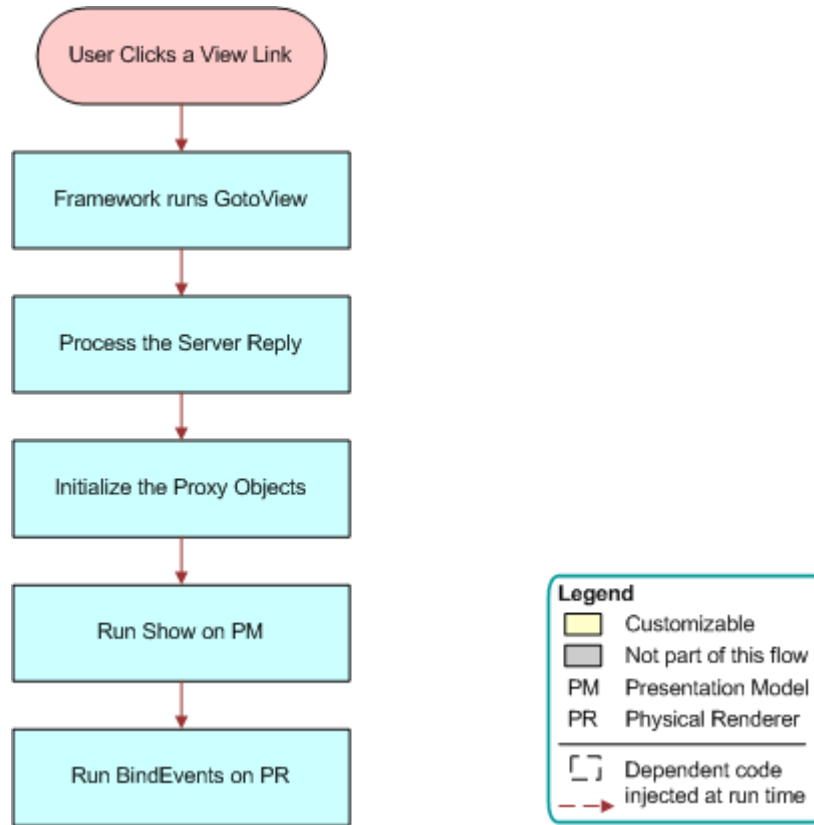 User Clicks a View Link
Framework runs GotoView
Process the Server Reply
Initialize the Proxy Objects
Run Show on PM
Run BindEvents on PR
Legend
Customizable
Not part of this flow
PM Presentation Model
PR Physical Renderer
Dependent code
injected at run time